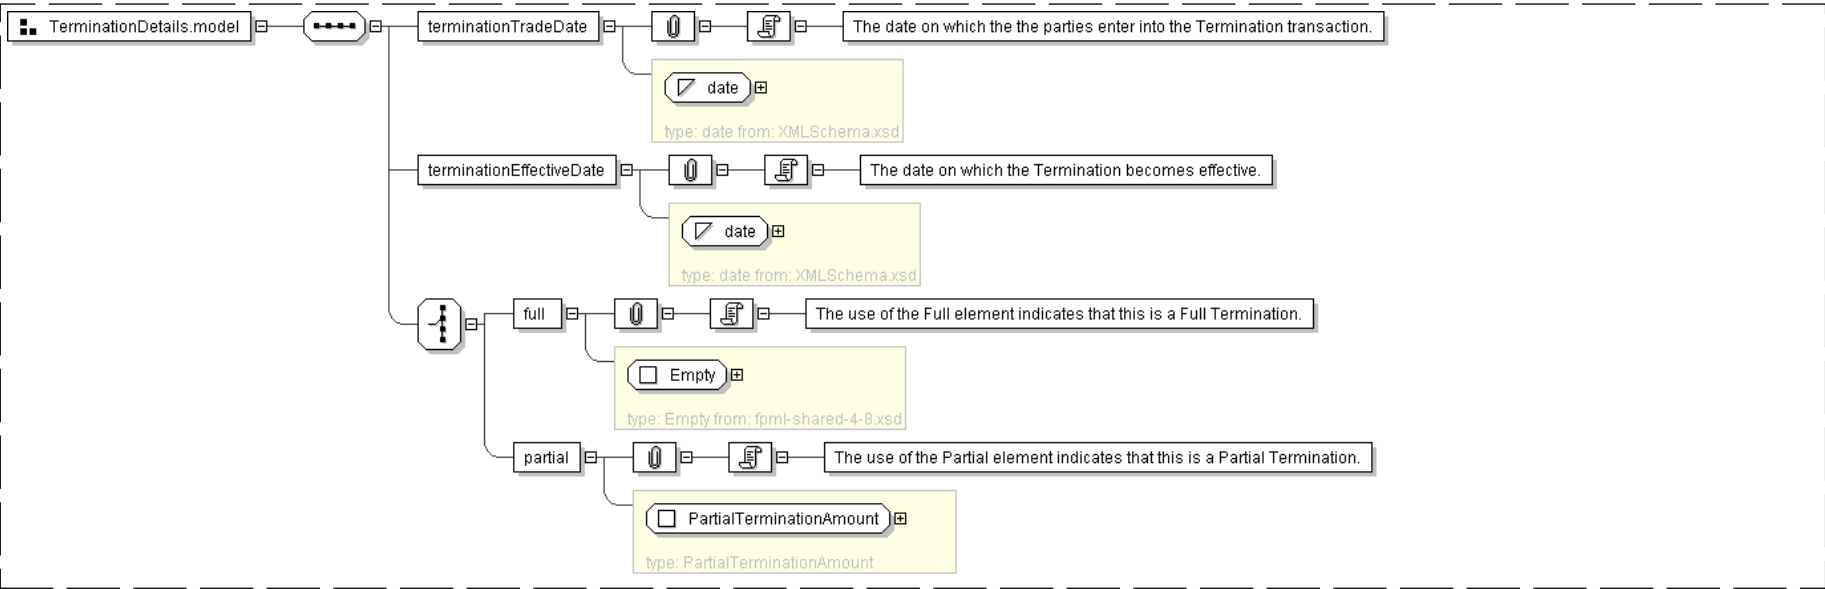 TerminationDetails.model
terminationTradeDate
The date on which the the parties enter into the Termination transaction.
date
type: date from: XMLSchema.xsd
terminationEffectiveDate
The date on which the Termination becomes effective.
date
type: date from: XMLSchema.xsd
full
The use of the Full element indicates that this is a Full Termination.
Empty
type: Empty from: fpml-shared-4-8.xsd
partial
The use of the Partial element indicates that this is a Partial Termination.
PartialTerminationAmount
type: PartialTerminationAmount